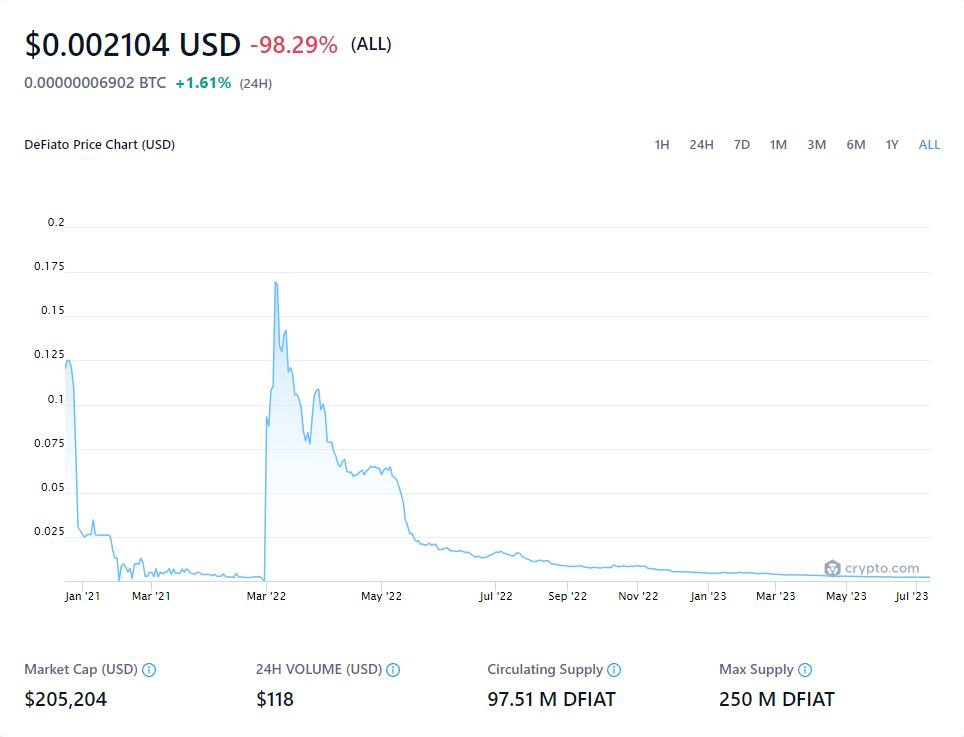 $0.002104 USD -98.29% (ALL)
0.00000006902 BTC +1.61% (24H)
DeFiato Price Chart (USD) 1H 24H 7D 1M 3M 6M 1Y ALL
0.2
0.175
0.15
0.125
0.1
0.075
0.05
0.025
crypto.com
Jan '21 Mar '21 Mar '22 May '22 Jul '22 Sep '22 Nov '22 Jan '23 Mar '23 May '23 Jul '23
Market Cap (USD) 24H VOLUME (USD) Circulating Supply Max Supply
$205,204 $118 97.51 M DFIAT 250 M DFIAT